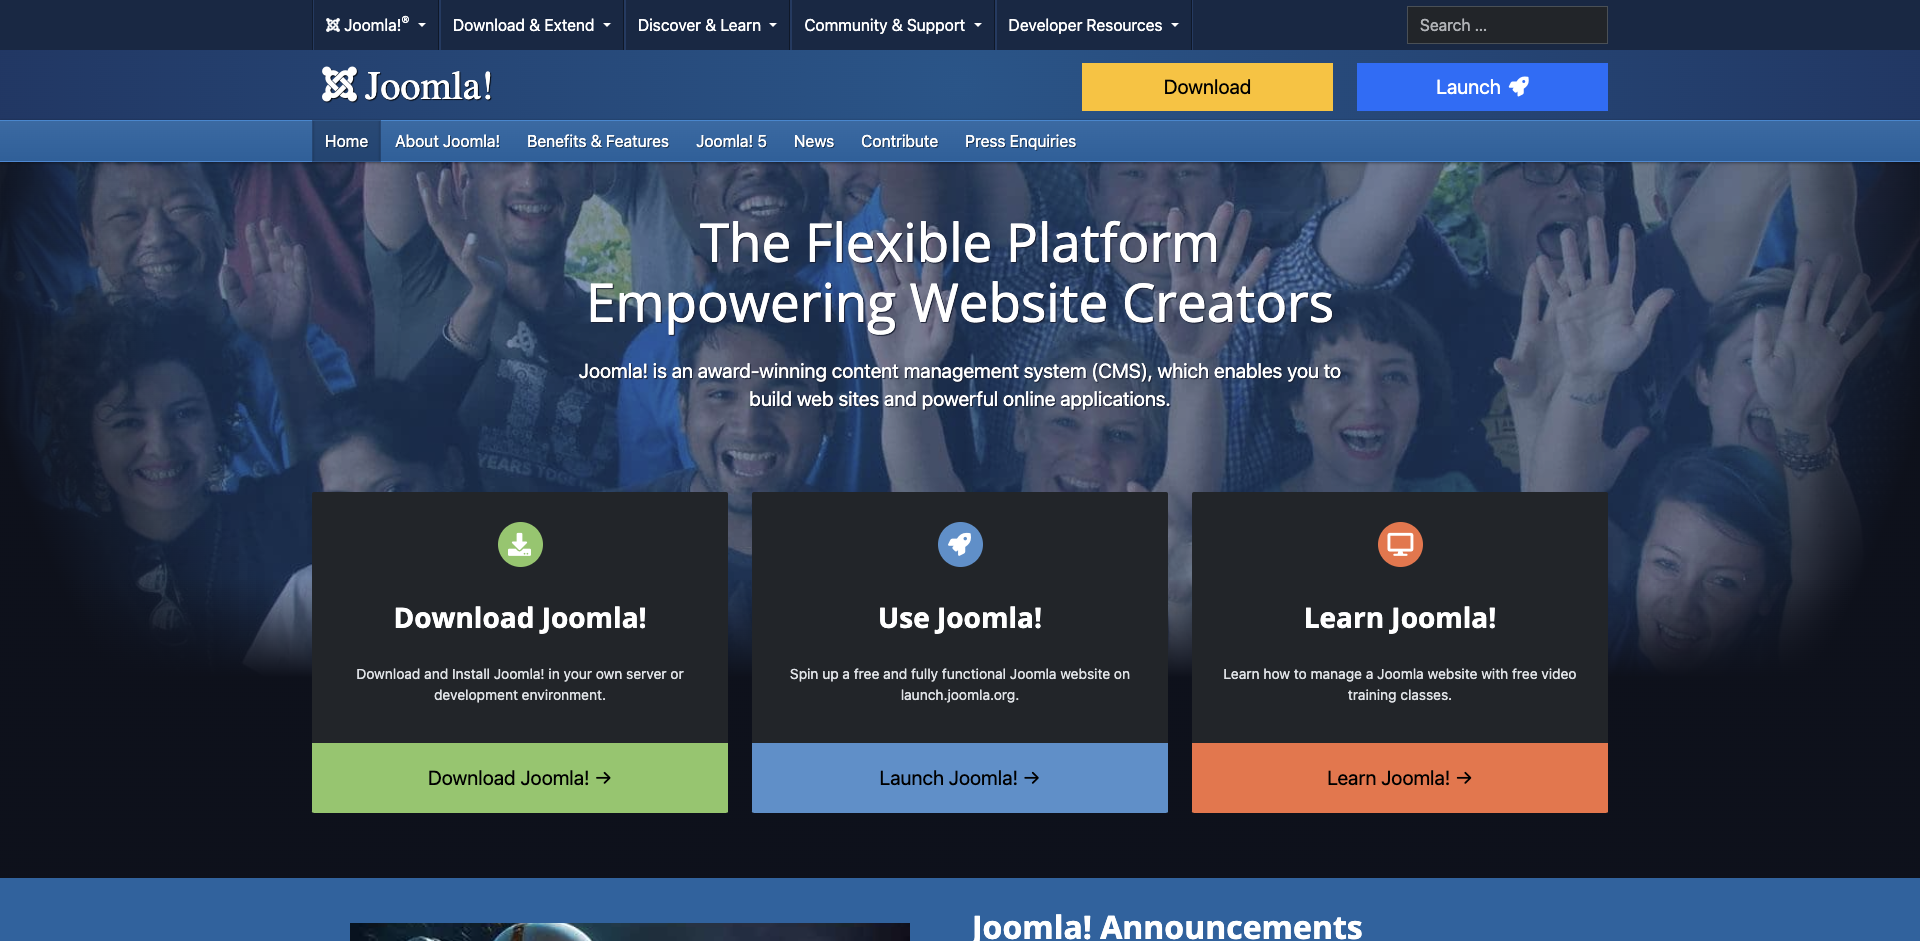 Joomla!®
Download & Extend
Discover & Learn
Community & Support
Developer Resources
Search ...
Joomla!
Download
Launch
Home
About Joomla!
Benefits & Features
Joomla! 5
News
Contribute
Press Enquiries
The Flexible Platform
Empowering Website Creators
Joomla! is an award-winning content management system (CMS), which enables you to
build web sites and powerful online applications.
YEARS TOGETHER
Download Joomla!
Download and Install Joomla! in your own server or
development environment.
Download Joomla! →
Use Joomla!
Spin up a free and fully functional Joomla website on
launch.joomla.org.
Launch Joomla! →
Learn Joomla!
Learn how to manage a Joomla website with free video
training classes.
Learn Joomla! →
Joomla! Announcements